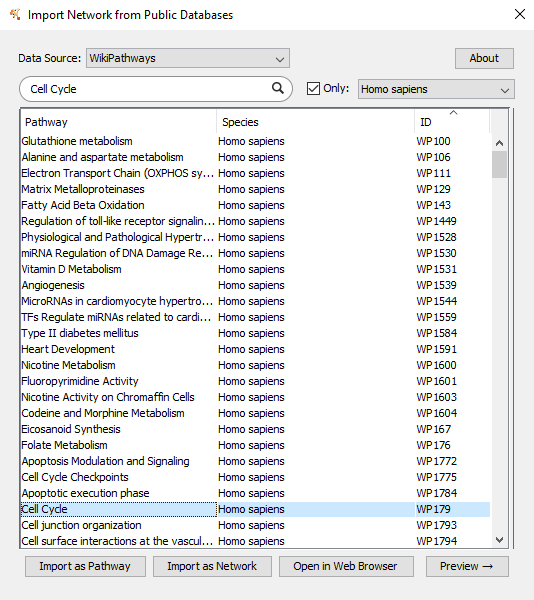 Import Network from Public Databases
Data Source: WikiPathways About
Cell Cycle Only: Homo sapiens
Pathway Species ID
Glutathione metabolism Homo sapiens WP100
Alanine and aspartate metabolism Homo sapiens WP106
Electron Transport Chain (OXPHOS sy... Homo sapiens WP111
Matrix Metalloproteinases Homo sapiens WP129
Fatty Acid Beta Oxidation Homo sapiens WP143
Regulation of toll-like receptor signalin... Homo sapiens WP1449
Physiological and Pathological Hypertr... Homo sapiens WP1528
miRNA Regulation of DNA Damage Re... Homo sapiens WP1530
Vitamin D Metabolism Homo sapiens WP1531
Angiogenesis Homo sapiens WP1539
MicroRNAs in cardiomyocyte hypertro... Homo sapiens WP1544
TFs Regulate miRNAs related to cardi... Homo sapiens WP1559
Type II diabetes mellitus Homo sapiens WP1584
Heart Development Homo sapiens WP1591
Nicotine Metabolism Homo sapiens WP1600
Fluoropyrimidine Activity Homo sapiens WP1601
Nicotine Activity on Chromaffin Cells Homo sapiens WP1603
Codeine and Morphine Metabolism Homo sapiens WP1604
Eicosanoid Synthesis Homo sapiens WP167
Folate Metabolism Homo sapiens WP176
Apoptosis Modulation and Signaling Homo sapiens WP1772
Cell Cycle Checkpoints Homo sapiens WP1775
Apoptotic execution phase Homo sapiens WP1784
Cell Cycle Homo sapiens WP179
Cell junction organization Homo sapiens WP1793
Cell surface interactions at the vascul... Homo sapiens WP1794
Import as Pathway Import as Network Open in Web Browser Preview →